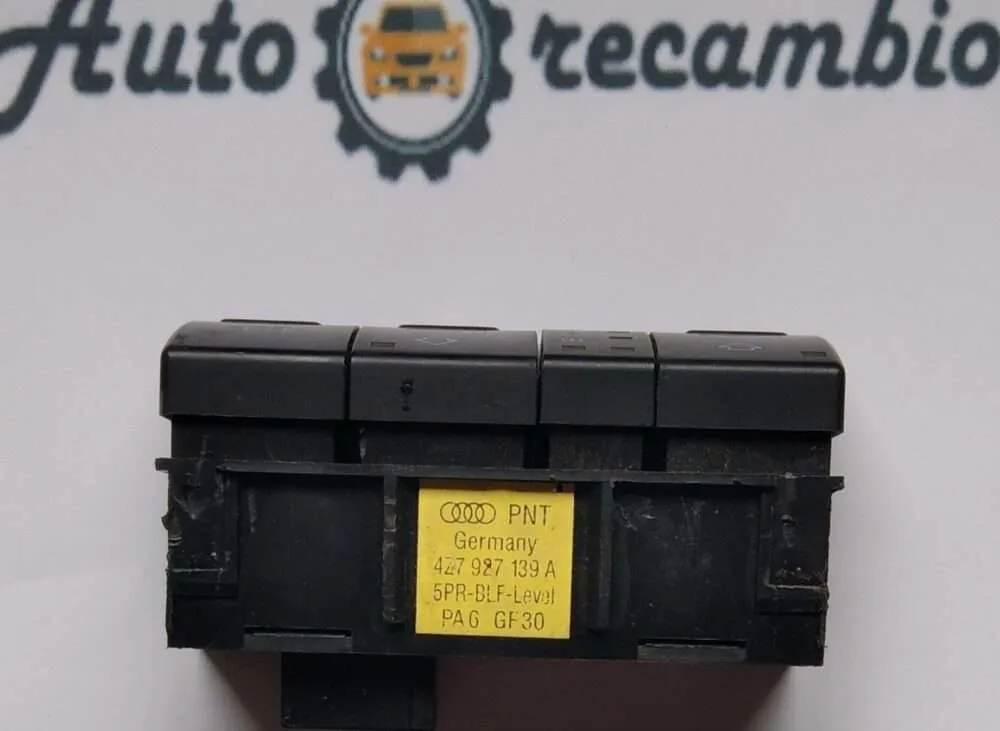 Auto recambio
PNT
Germany
4Z7 927 139 A
5PR-BLF-Level
PA6 GF30